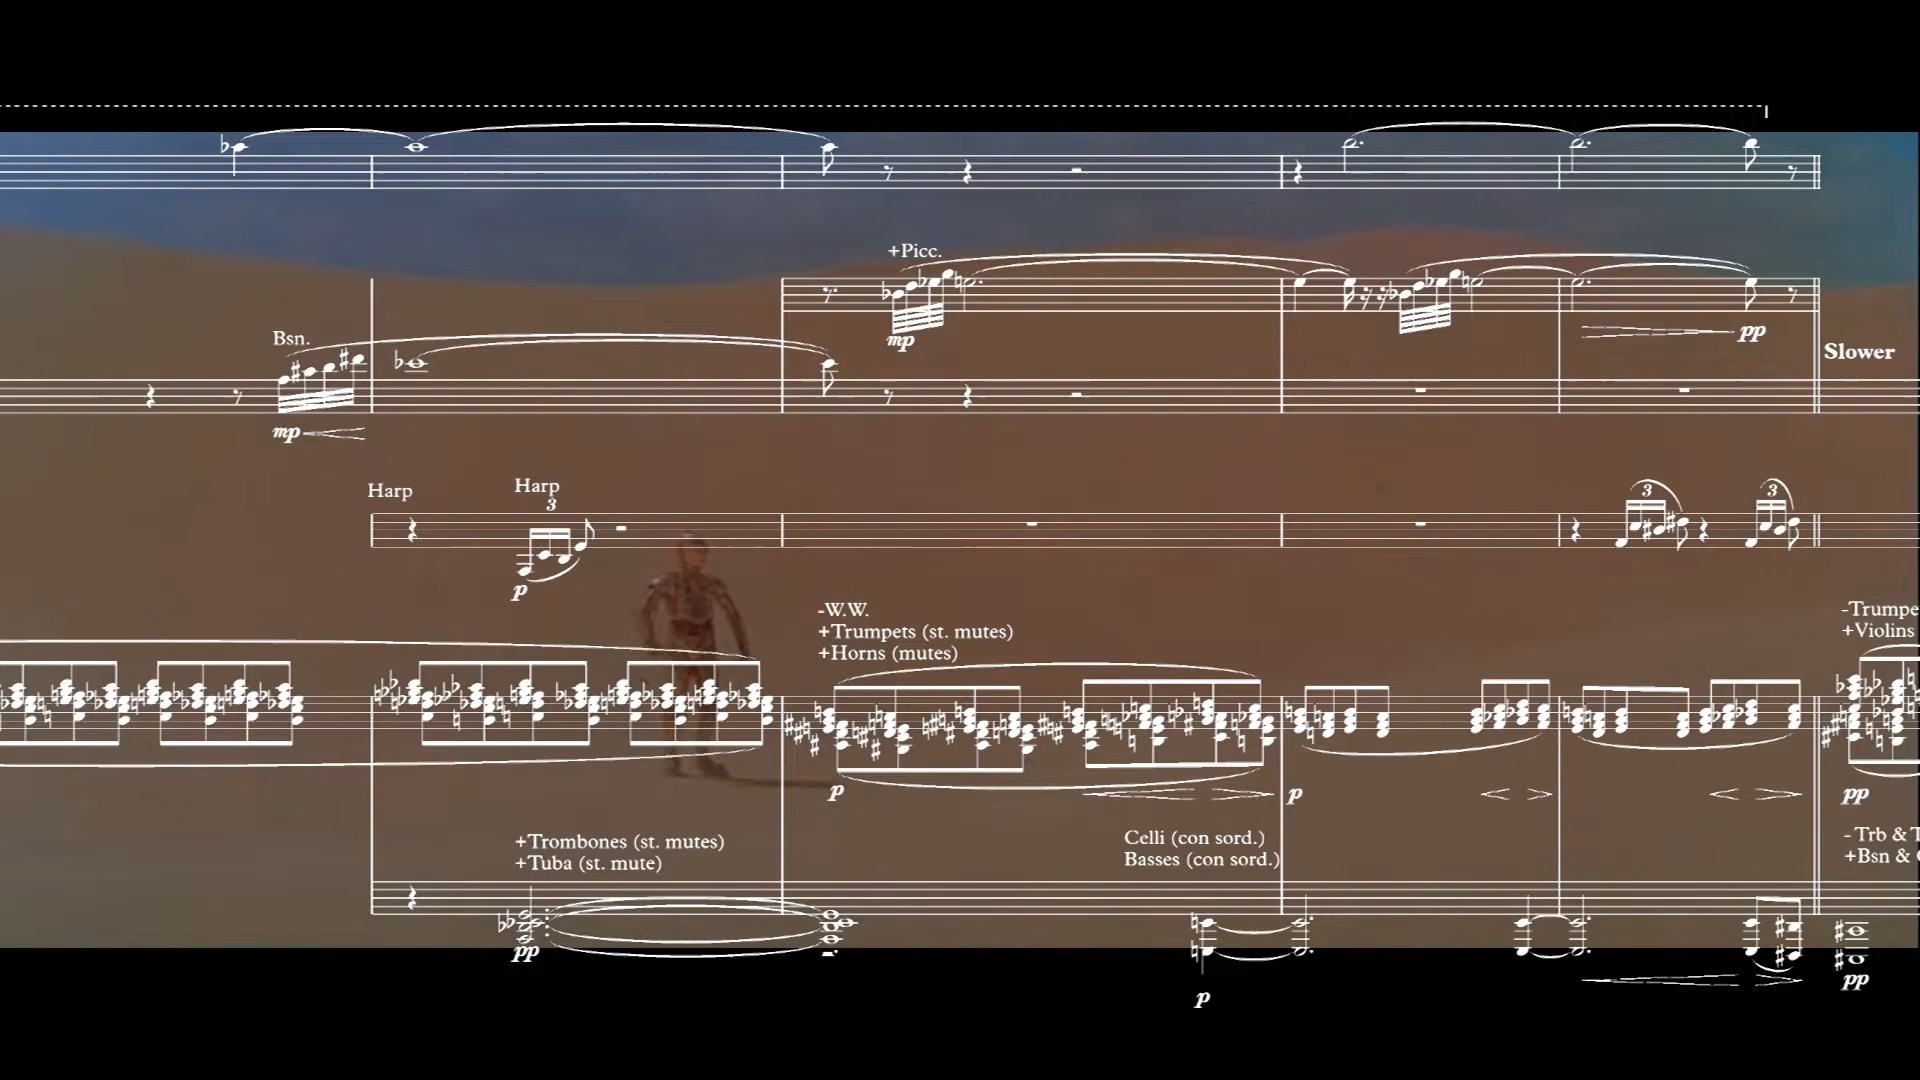 +Picc.
mp
pp
Bsn.
mp
Slower
Harp
Harp
3
p
3
3
-W.W.
+Trumpets (st. mutes)
+Horns (mutes)
p
p
-Trumpe
+Violins
pp
+Trombones (st. mutes)
+Tuba (st. mute)
pp
Celli (con sord.)
Basses (con sord.)
p
- Trb & T
+Bsn & C
pp